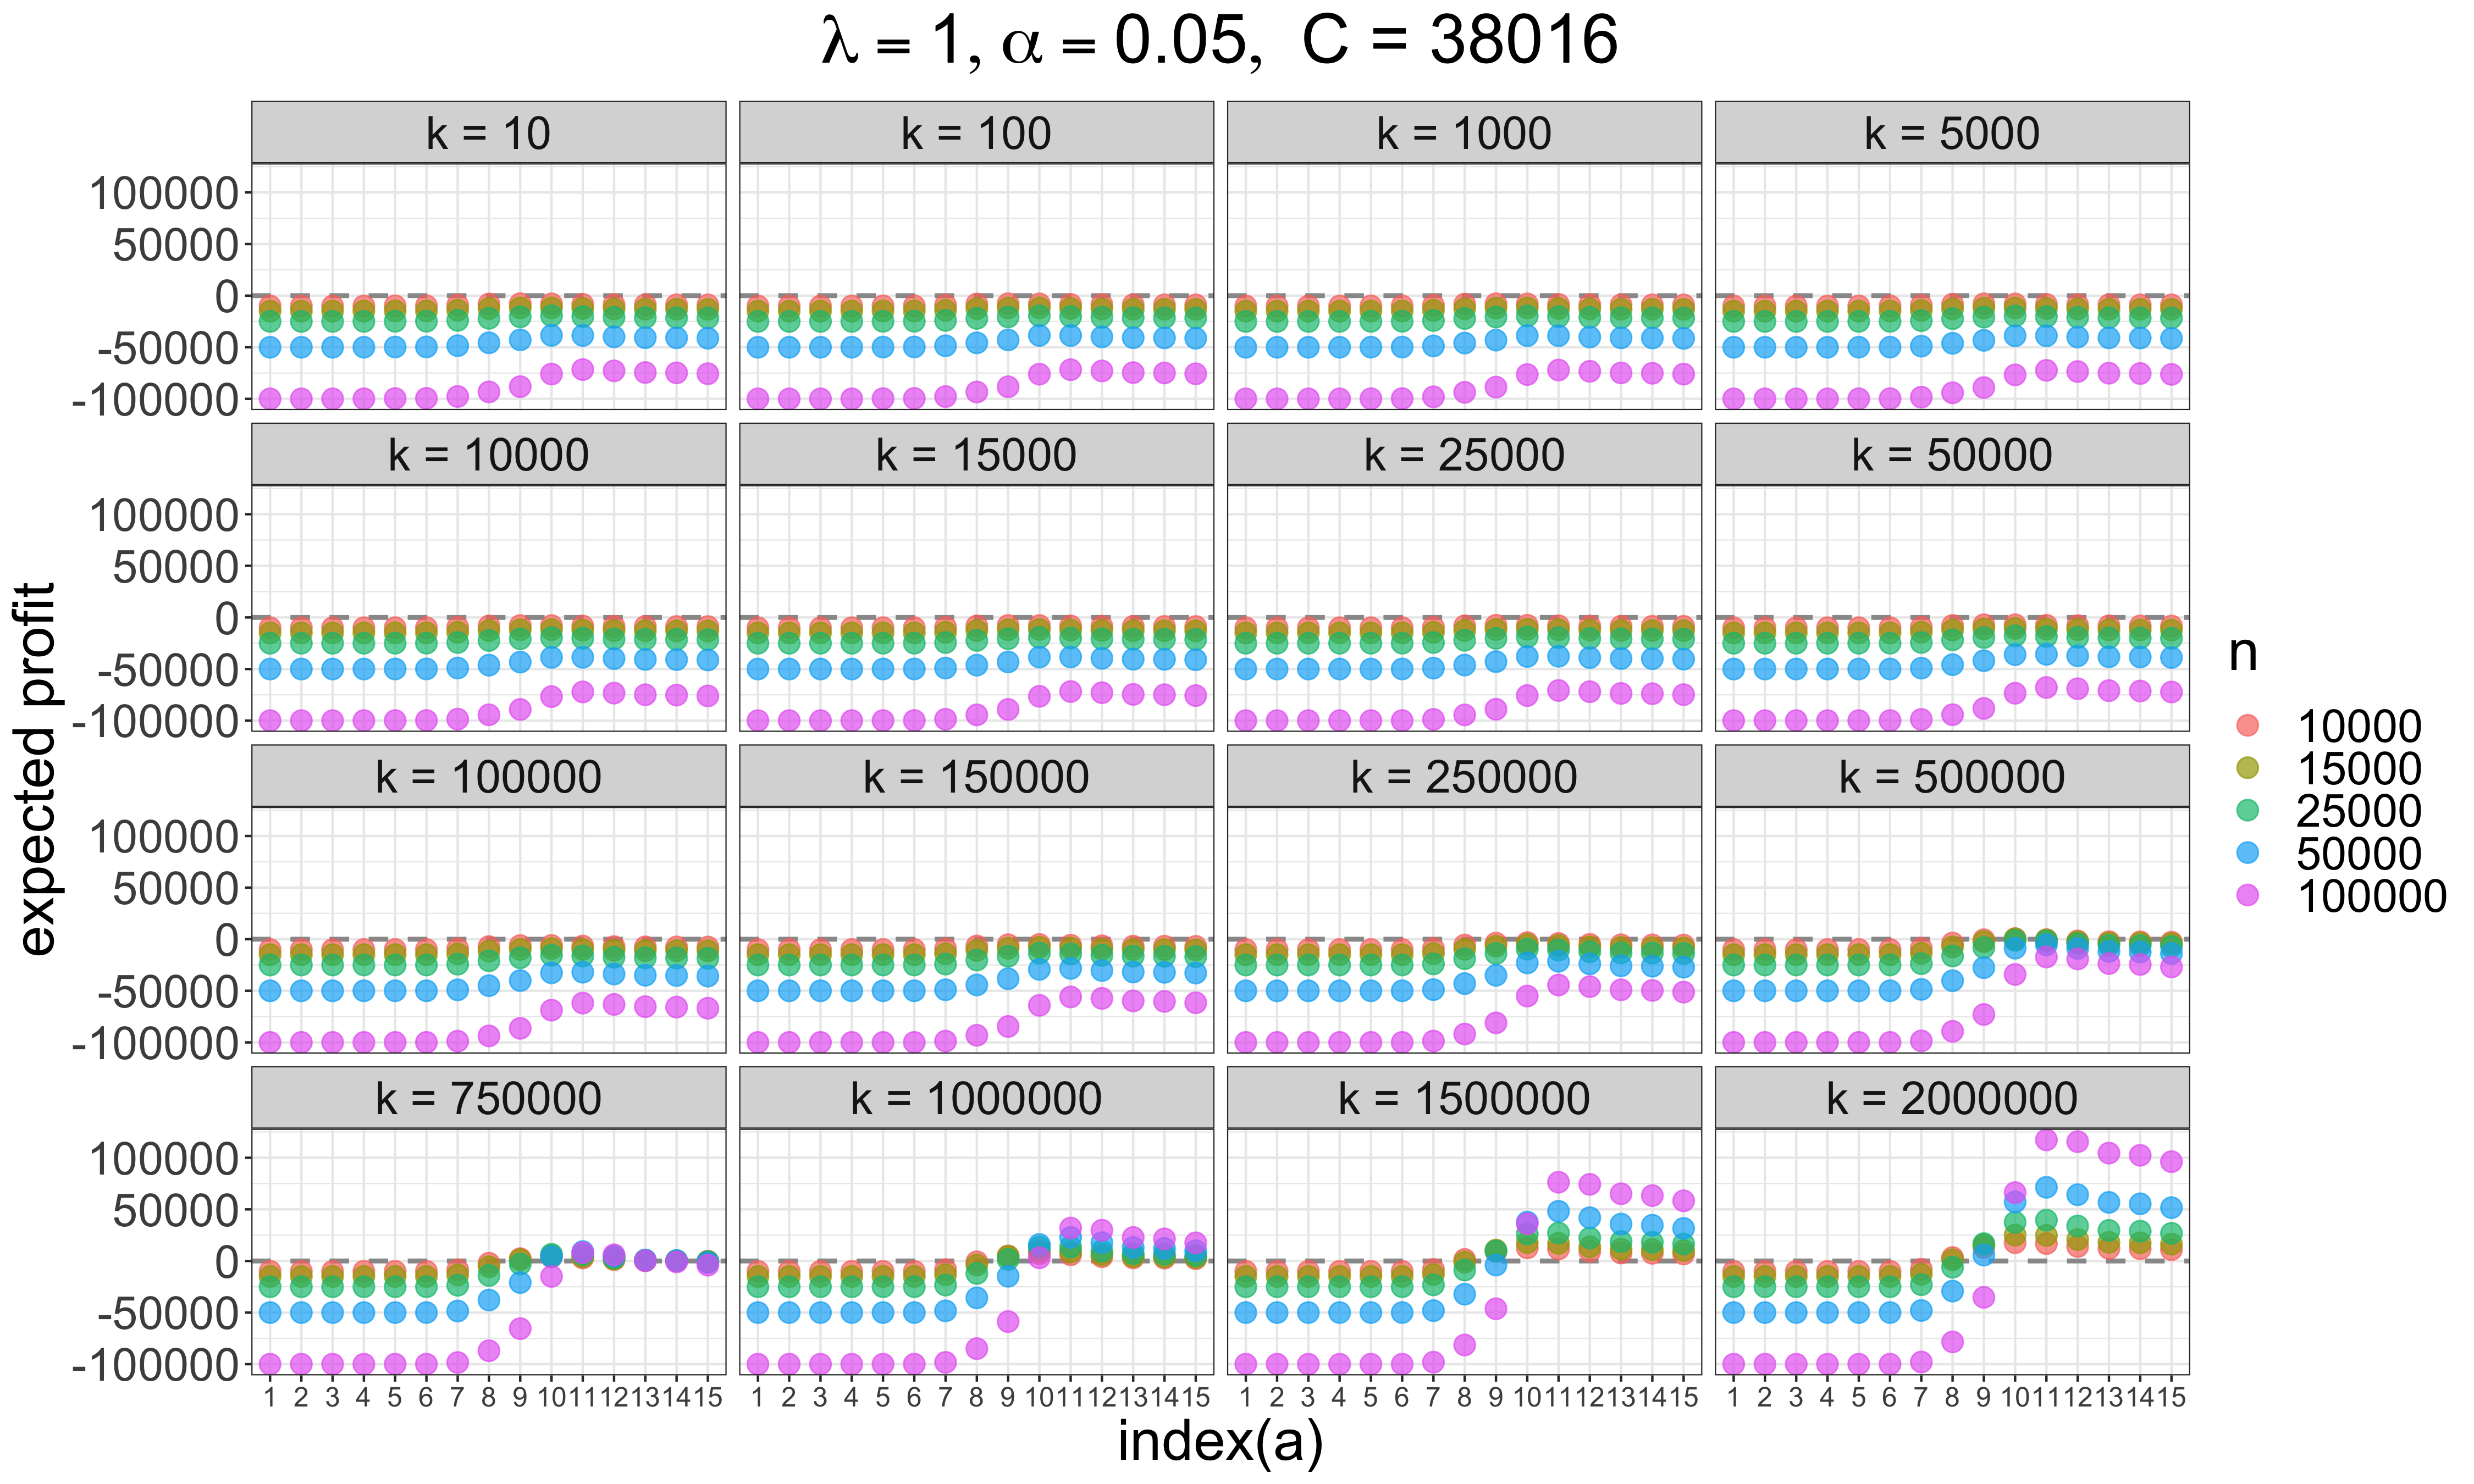 λ = 1, α = 0.05, C = 38016
k = 10 k = 100 k = 1000 k = 5000
100000
50000
0
-50000
-100000
k = 10000 k = 15000 k = 25000 k = 50000
100000
50000
0
-50000
-100000
k = 100000 k = 150000 k = 250000 k = 500000
100000
50000
0
-50000
-100000
k = 750000 k = 1000000 k = 1500000 k = 2000000
100000
50000
0
-50000
-100000
1 2 3 4 5 6 7 8 9 10 11 12 13 14 15 1 2 3 4 5 6 7 8 9 10 11 12 13 14 15 1 2 3 4 5 6 7 8 9 10 11 12 13 14 15 1 2 3 4 5 6 7 8 9 10 11 12 13 14 15
index(a)
expected profit
n
10000
15000
25000
50000
100000